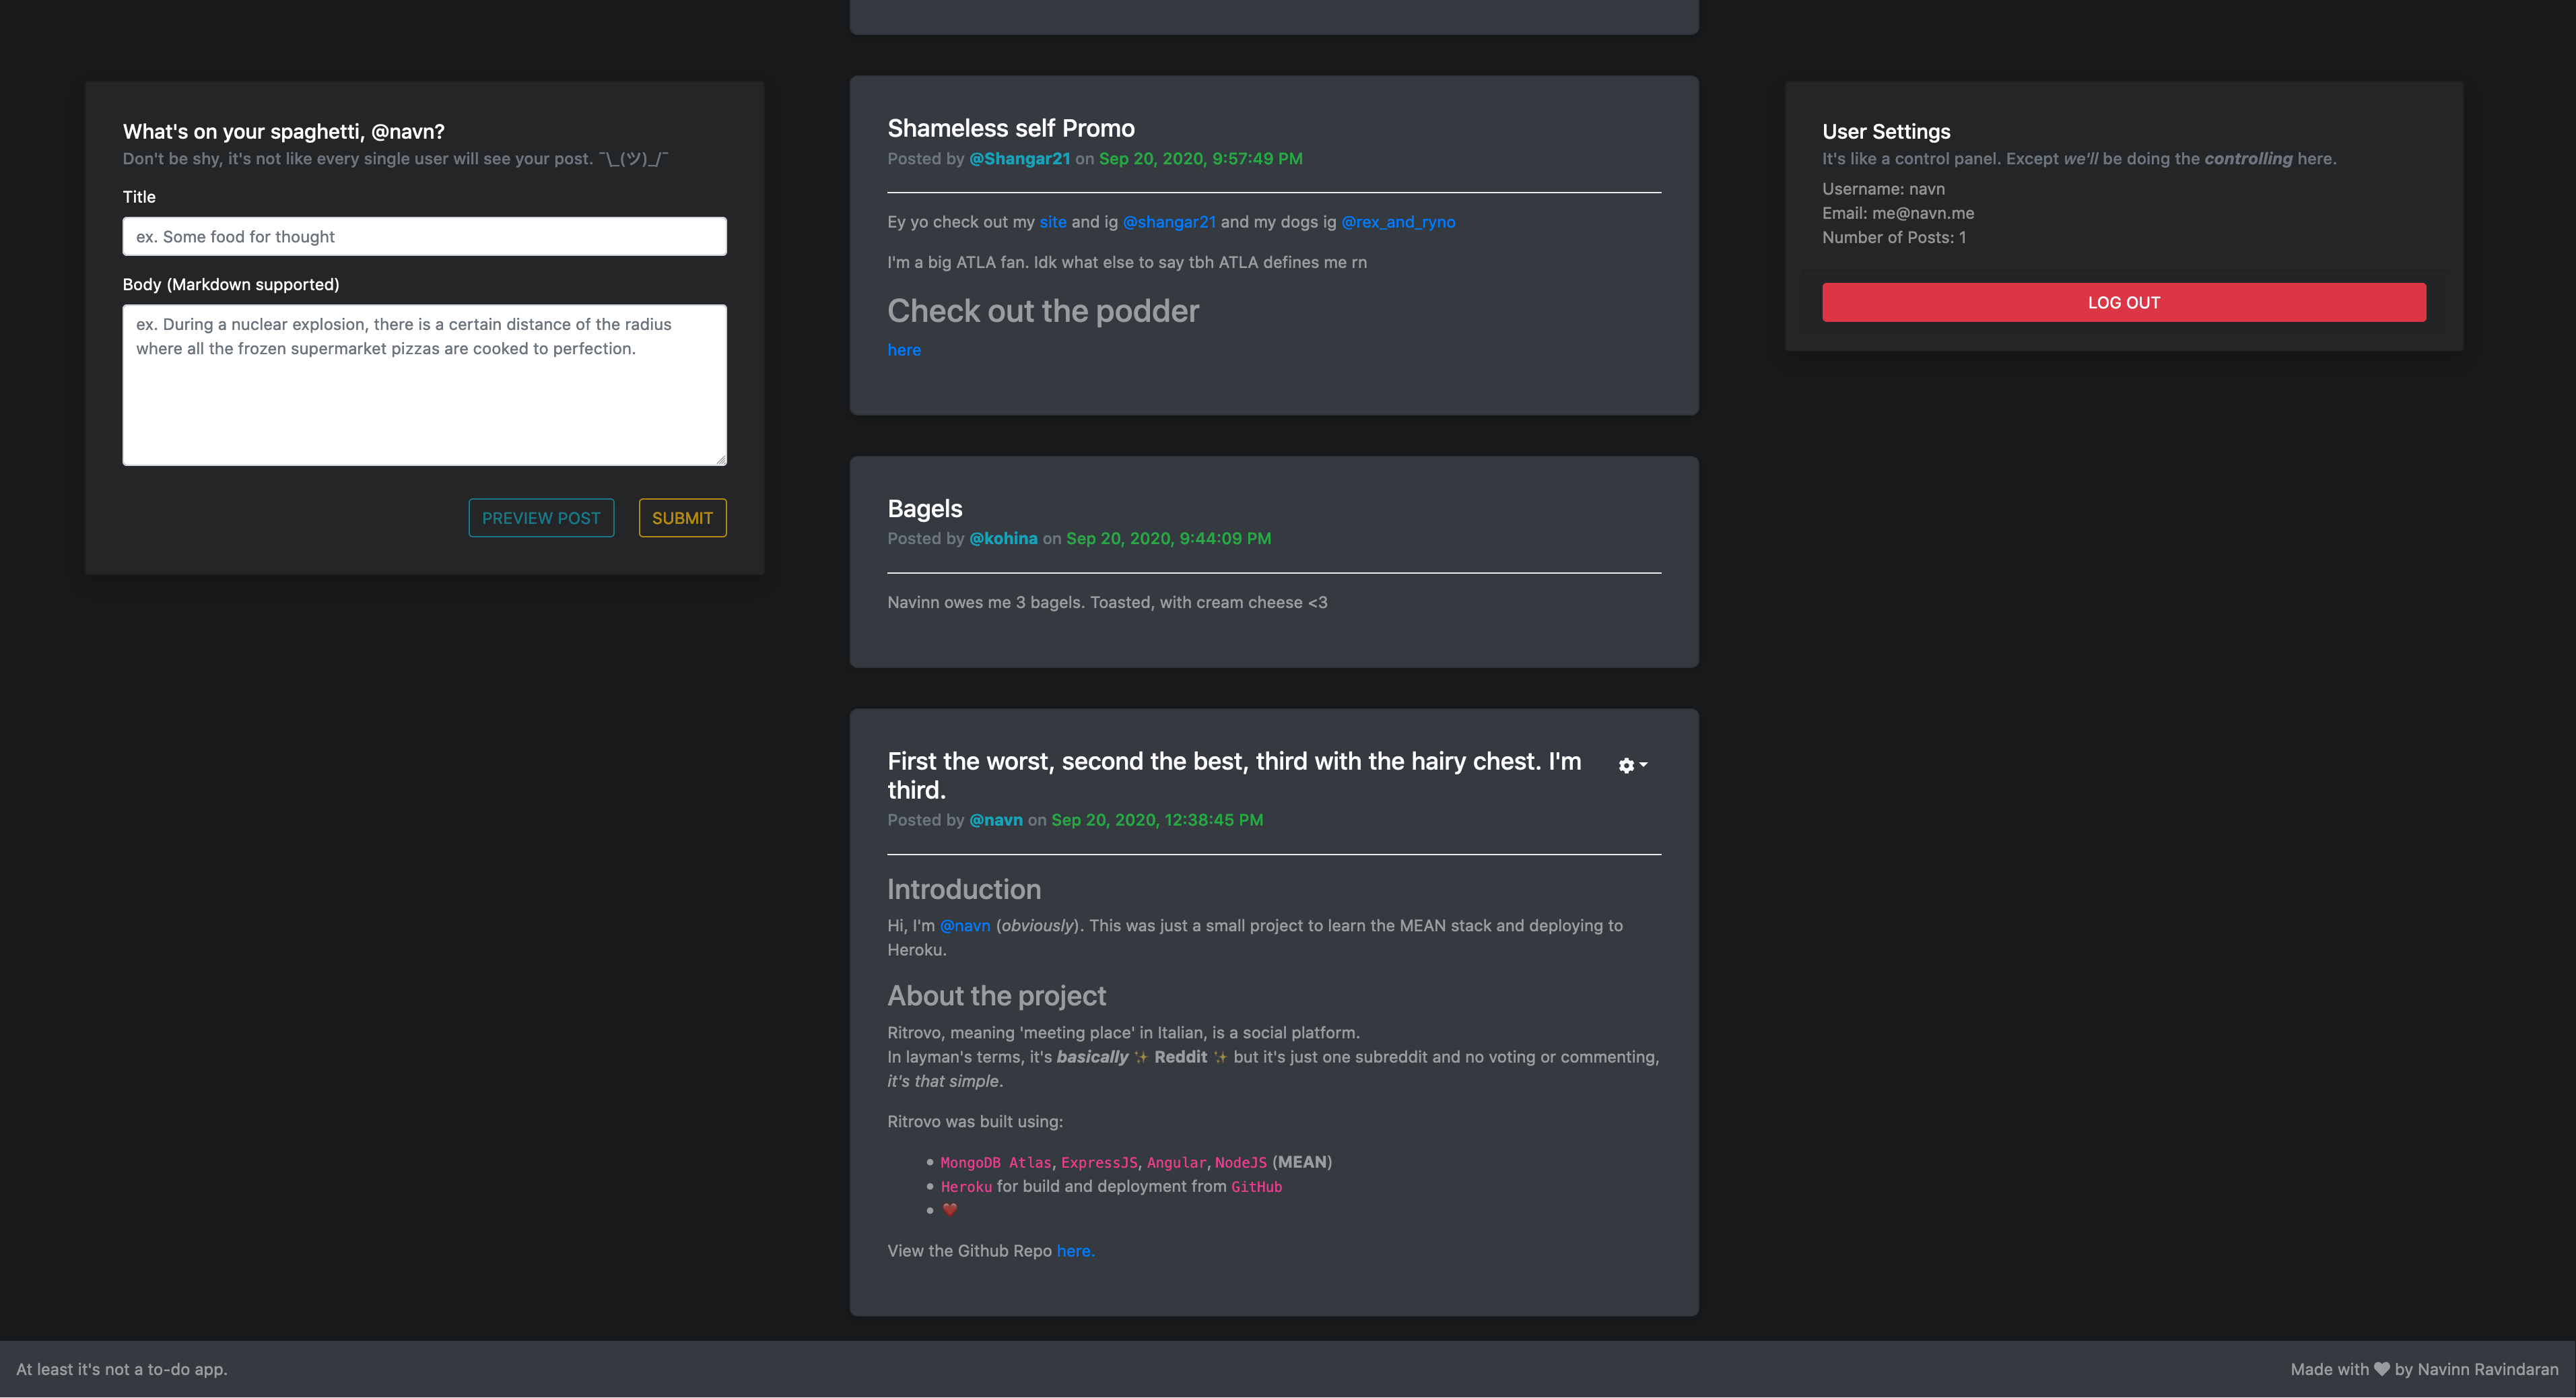 What's on your spaghetti, @navn?
Don't be shy, it's not like every single user will see your post. ¯\_(ツ)_/¯
Title
ex. Some food for thought
Body (Markdown supported)
ex. During a nuclear explosion, there is a certain distance of the radius
where all the frozen supermarket pizzas are cooked to perfection.
PREVIEW POST
SUBMIT
Shameless self Promo
Posted by @Shangar21 on Sep 20, 2020, 9:57:49 PM
Ey yo check out my site and ig @shangar21 and my dogs ig @rex_and_ryno
I'm a big ATLA fan. Idk what else to say tbh ATLA defines me rn
Check out the podder
here
Bagels
Posted by @kohina on Sep 20, 2020, 9:44:09 PM
Navinn owes me 3 bagels. Toasted, with cream cheese <3
First the worst, second the best, third with the hairy chest. I'm
third.
Posted by @navn on Sep 20, 2020, 12:38:45 PM
Introduction
Hi, I'm @navn (obviously). This was just a small project to learn the MEAN stack and deploying to
Heroku.
About the project
Ritrovo, meaning 'meeting place' in Italian, is a social platform.
In layman's terms, it's basically ✨ Reddit ✨ but it's just one subreddit and no voting or commenting,
it's that simple.
Ritrovo was built using:
• MongoDB Atlas, ExpressJS, Angular, NodeJS (MEAN)
• Heroku for build and deployment from GitHub
• ❤️
View the Github Repo here.
User Settings
It's like a control panel. Except we'll be doing the controlling here.
Username: navn
Email: me@navn.me
Number of Posts: 1
LOG OUT
At least it's not a to-do app.
Made with ♥ by Navinn Ravindaran